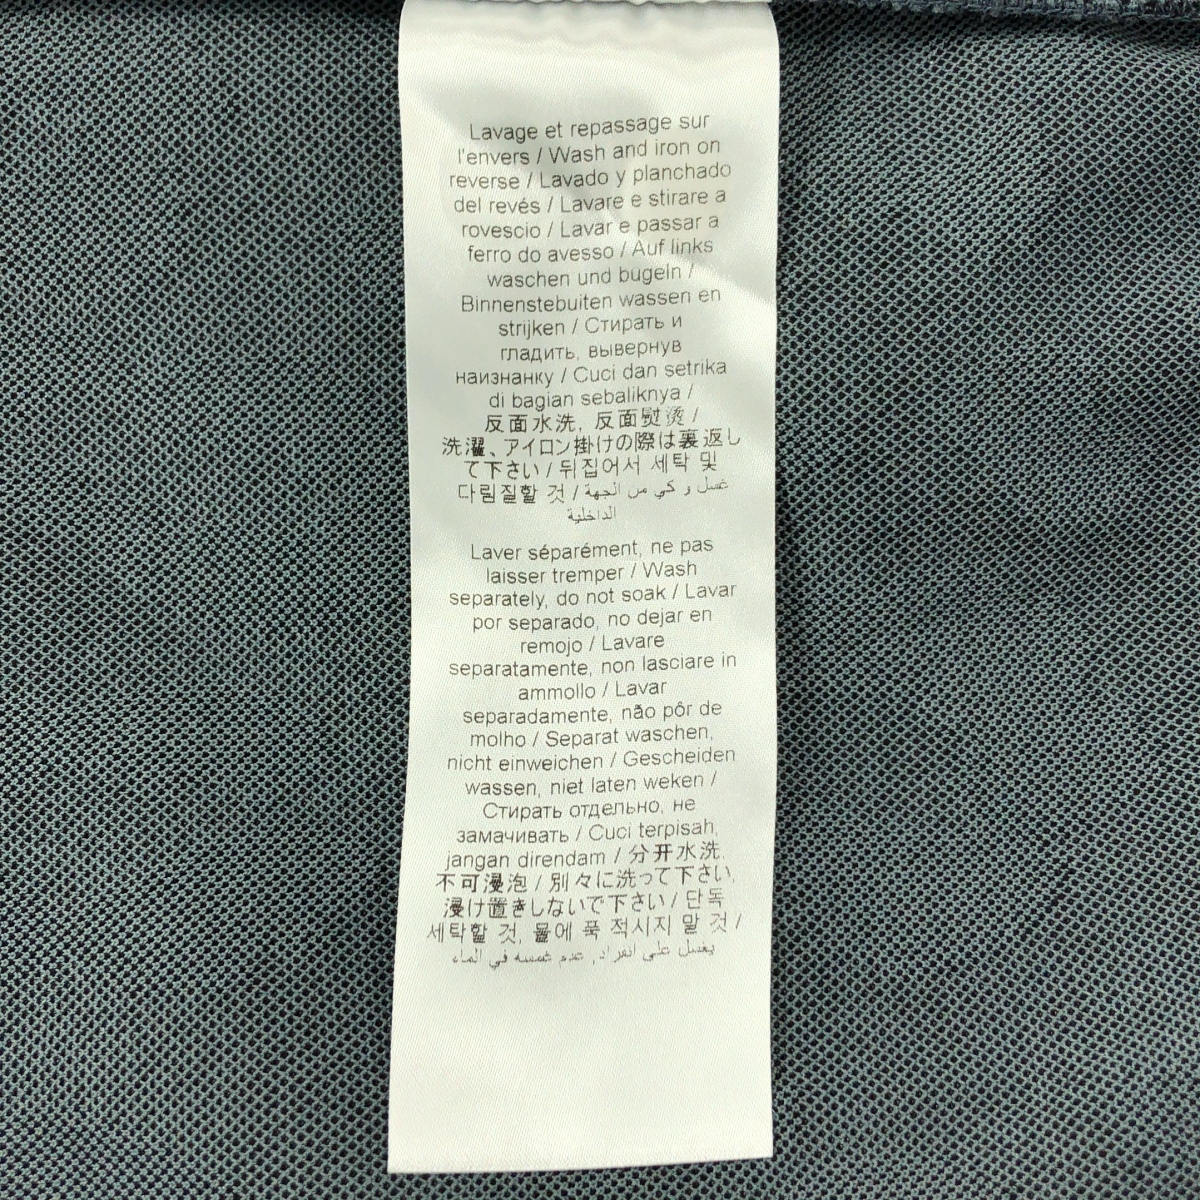 Lavage et repassage sur
l'envers / Wash and iron on
reverse / Lavado y planchado
del revés / Lavare e stirare a
rovescio / Lavar e passar a
ferro do avesso / Auf links
waschen und bugeln /
Binnenstebuiten wassen en
strijken / Стирать и
гладить, вывернув
наизнанку / Cuci dan setrika
di bagian sebaliknya /
反面水洗, 反面熨烫 /
洗濯、アイロン掛けの際は裏返し
て下さい / 뒤집어서 세탁 및
다림질할 것 / غسل و كي من الجهة
الداخلية
Laver séparément, ne pas
laisser tremper / Wash
separately, do not soak / Lavar
por separado, no dejar en
remojo / Lavare
separatamente, non lasciare in
ammollo / Lavar
separadamente, não pôr de
molho / Separat waschen,
nicht einweichen / Gescheiden
wassen, niet laten weken /
Стирать отдельно, не
замачивать / Cuci terpisah,
jangan direndam / 分开水洗,
不可浸泡 / 別々に洗って下さい,
浸け置きしないで下さい / 단독
세탁할 것, 물에 푹 적시지 말 것 /
يغسل على انفراد, عدم غمسه في الماء